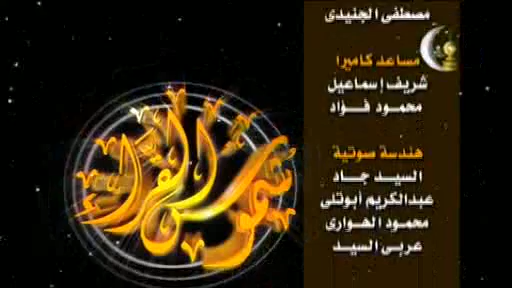 مصطفى الجنيدى
مساعد كاميرا
شريف إسماعيل
محمود فؤاد
هندسة صوتية
السيد جاد
عبدالكريم أبوتلى
محمود الهوارى
عربى السيد